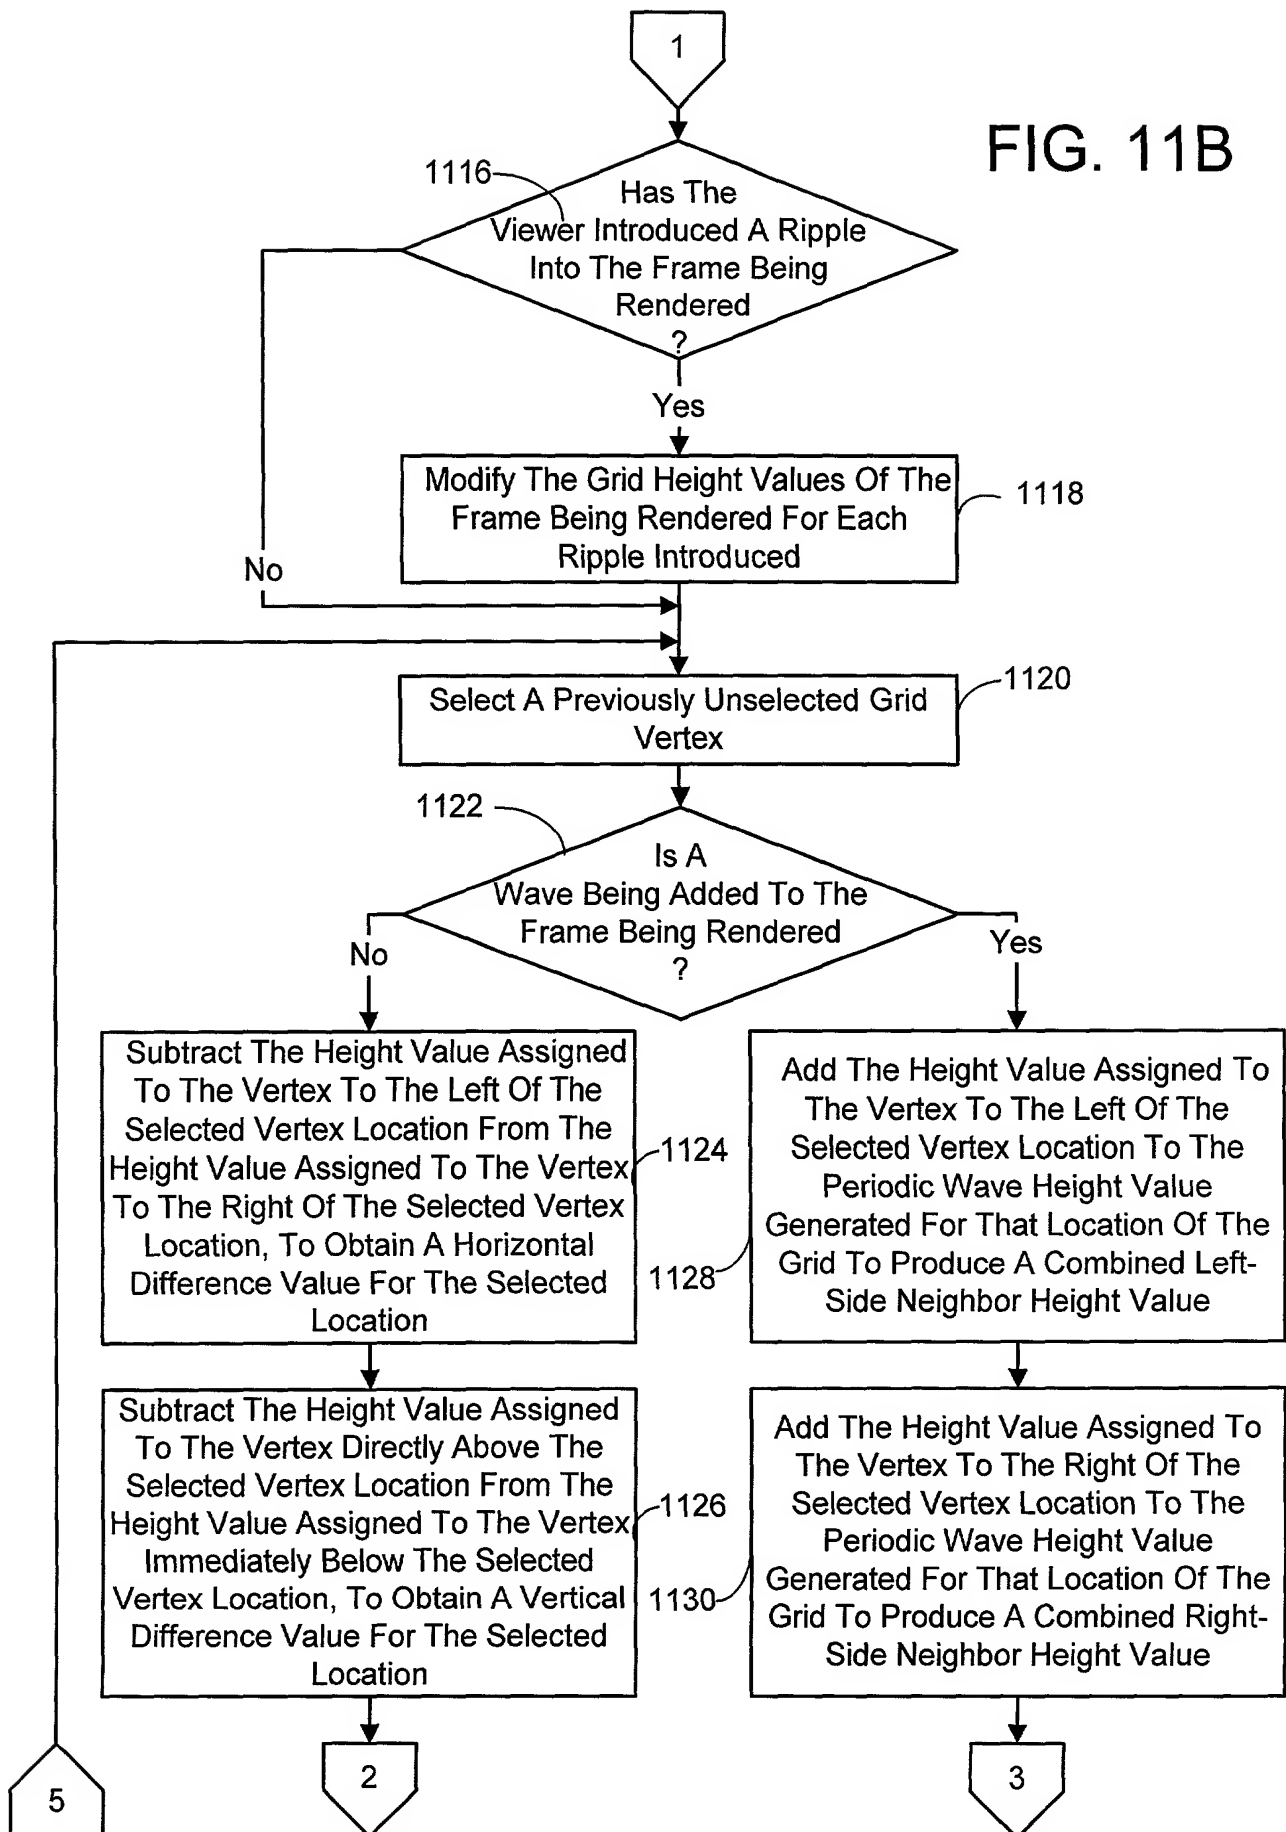 1
FIG. 11B
1116
Has The
Viewer Introduced A Ripple
Into The Frame Being
Rendered
?
Yes
Modify The Grid Height Values Of The
Frame Being Rendered For Each
Ripple Introduced
1118
No
Select A Previously Unselected Grid
Vertex
1120
1122
Is A
Wave Being Added To The
Frame Being Rendered
?
No
Yes
Subtract The Height Value Assigned
To The Vertex To The Left Of The
Selected Vertex Location From The
Height Value Assigned To The Vertex
To The Right Of The Selected Vertex
Location, To Obtain A Horizontal
Difference Value For The Selected
Location
1124
Add The Height Value Assigned To
The Vertex To The Left Of The
Selected Vertex Location To The
Periodic Wave Height Value
Generated For That Location Of The
Grid To Produce A Combined Left-
Side Neighbor Height Value
1128
Subtract The Height Value Assigned
To The Vertex Directly Above The
Selected Vertex Location From The
Height Value Assigned To The Vertex
Immediately Below The Selected
Vertex Location, To Obtain A Vertical
Difference Value For The Selected
Location
1126
Add The Height Value Assigned To
The Vertex To The Right Of The
Selected Vertex Location To The
Periodic Wave Height Value
Generated For That Location Of The
Grid To Produce A Combined Right-
Side Neighbor Height Value
1130
5
2
3